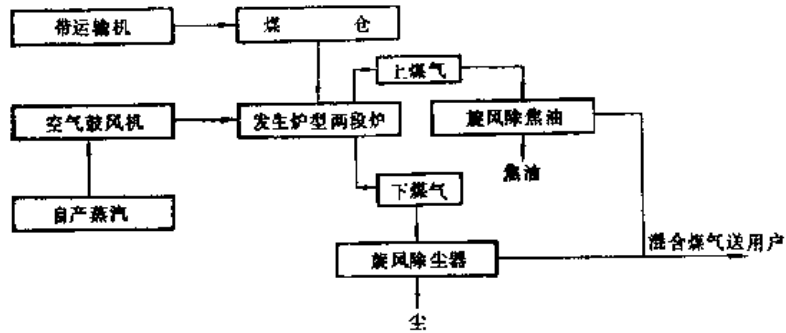 带运输机
煤 仓
上煤气
空气鼓风机
发生炉型两段炉
旋风除焦油
焦油
下煤气
自产蒸汽
混合煤气送用户
旋风除尘器
尘